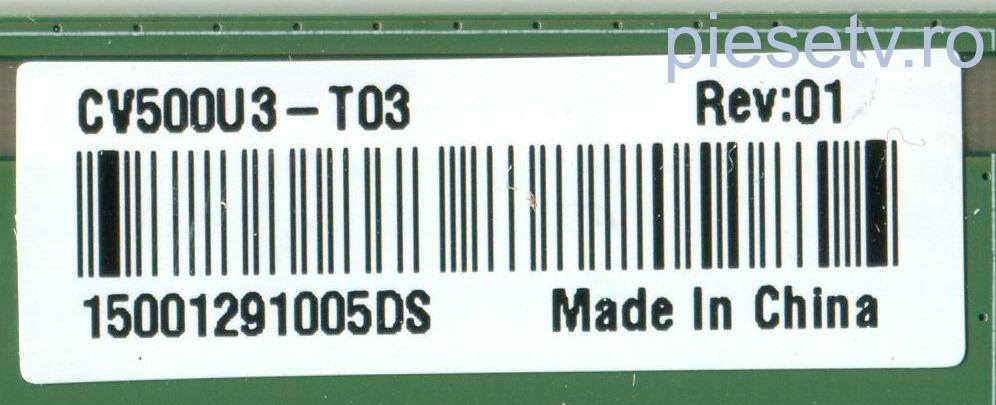 piesetv.ro
CV500U3-T03 Rev:01
15001291005DS Made In China